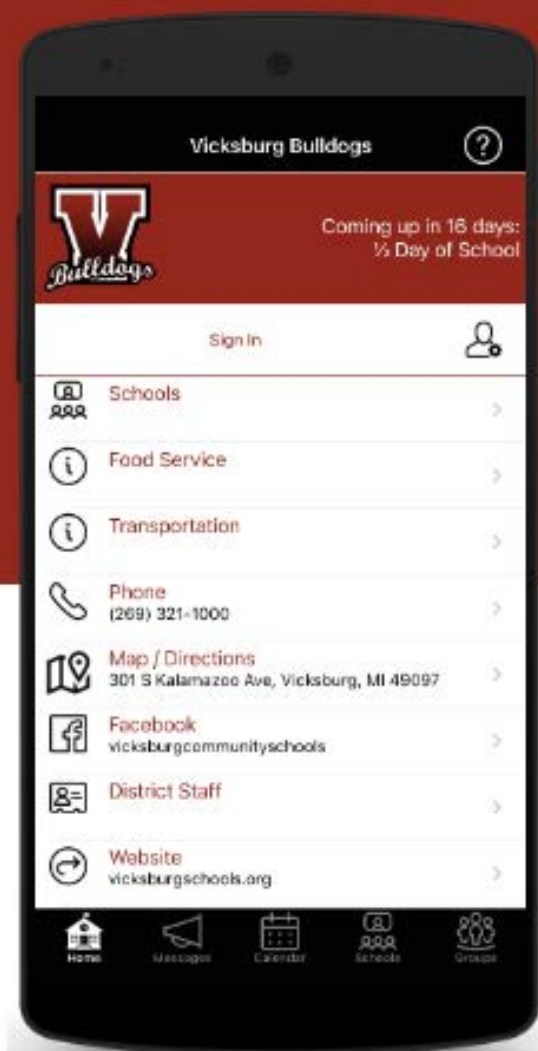 Vicksburg Bulldogs
?
V
Bulldogs
Coming up in 16 days:
½ Day of School
Sign In
Schools
Food Service
Transportation
Phone
(269) 321-1000
Map / Directions
301 S Kalamazoo Ave, Vicksburg, MI 49097
Facebook
vicksburgcommunityschools
District Staff
Website
vicksburgschools.org
Home
Messages
Calendar
Schools
Groups